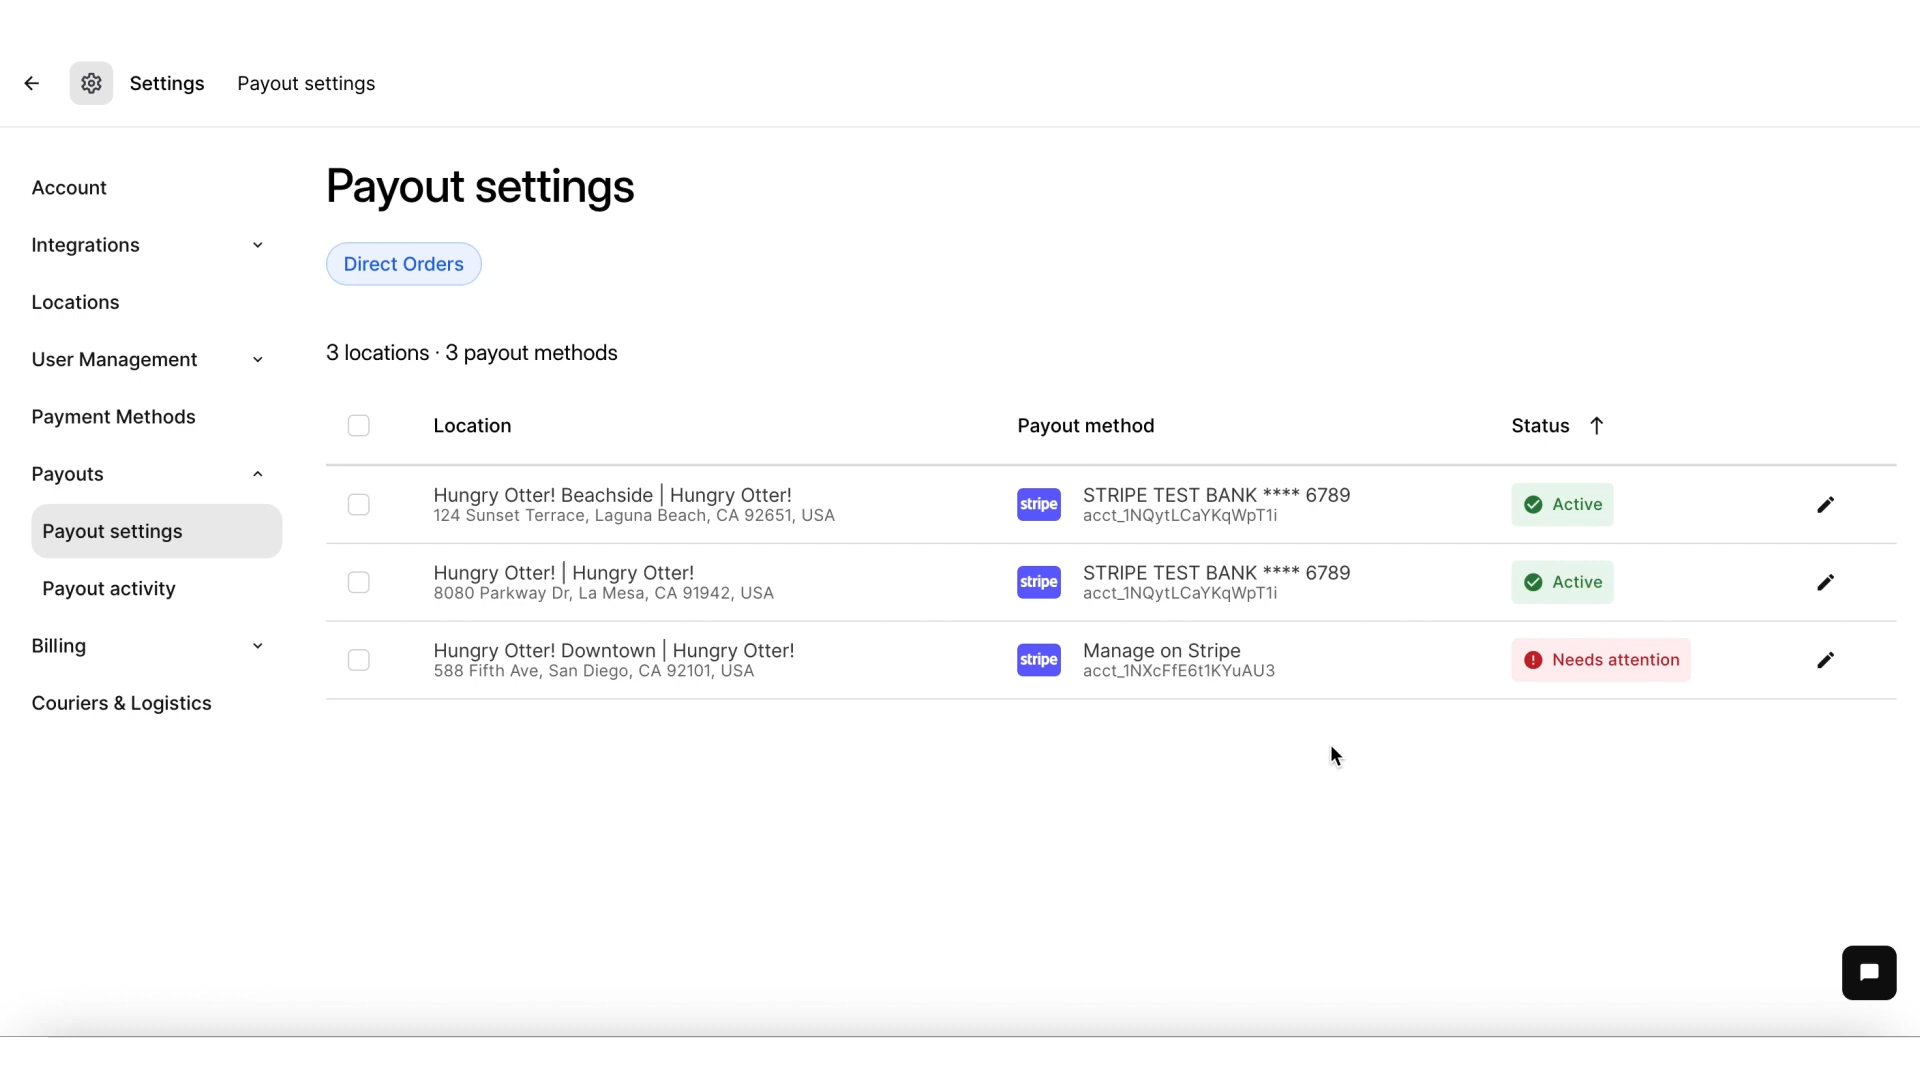 Settings
Payout settings
Account
Integrations
Locations
User Management
Payment Methods
Payouts
Payout settings
Payout activity
Billing
Couriers & Logistics
Payout settings
Direct Orders
3 locations · 3 payout methods
Location
Payout method
Status
Hungry Otter! Beachside | Hungry Otter!
124 Sunset Terrace, Laguna Beach, CA 92651, USA
stripe
STRIPE TEST BANK **** 6789
acct_1NQytLCaYKqWpT1i
Active
Hungry Otter! | Hungry Otter!
8080 Parkway Dr, La Mesa, CA 91942, USA
stripe
STRIPE TEST BANK **** 6789
acct_1NQytLCaYKqWpT1i
Active
Hungry Otter! Downtown | Hungry Otter!
588 Fifth Ave, San Diego, CA 92101, USA
stripe
Manage on Stripe
acct_1NXcFfE6t1KYuAU3
Needs attention